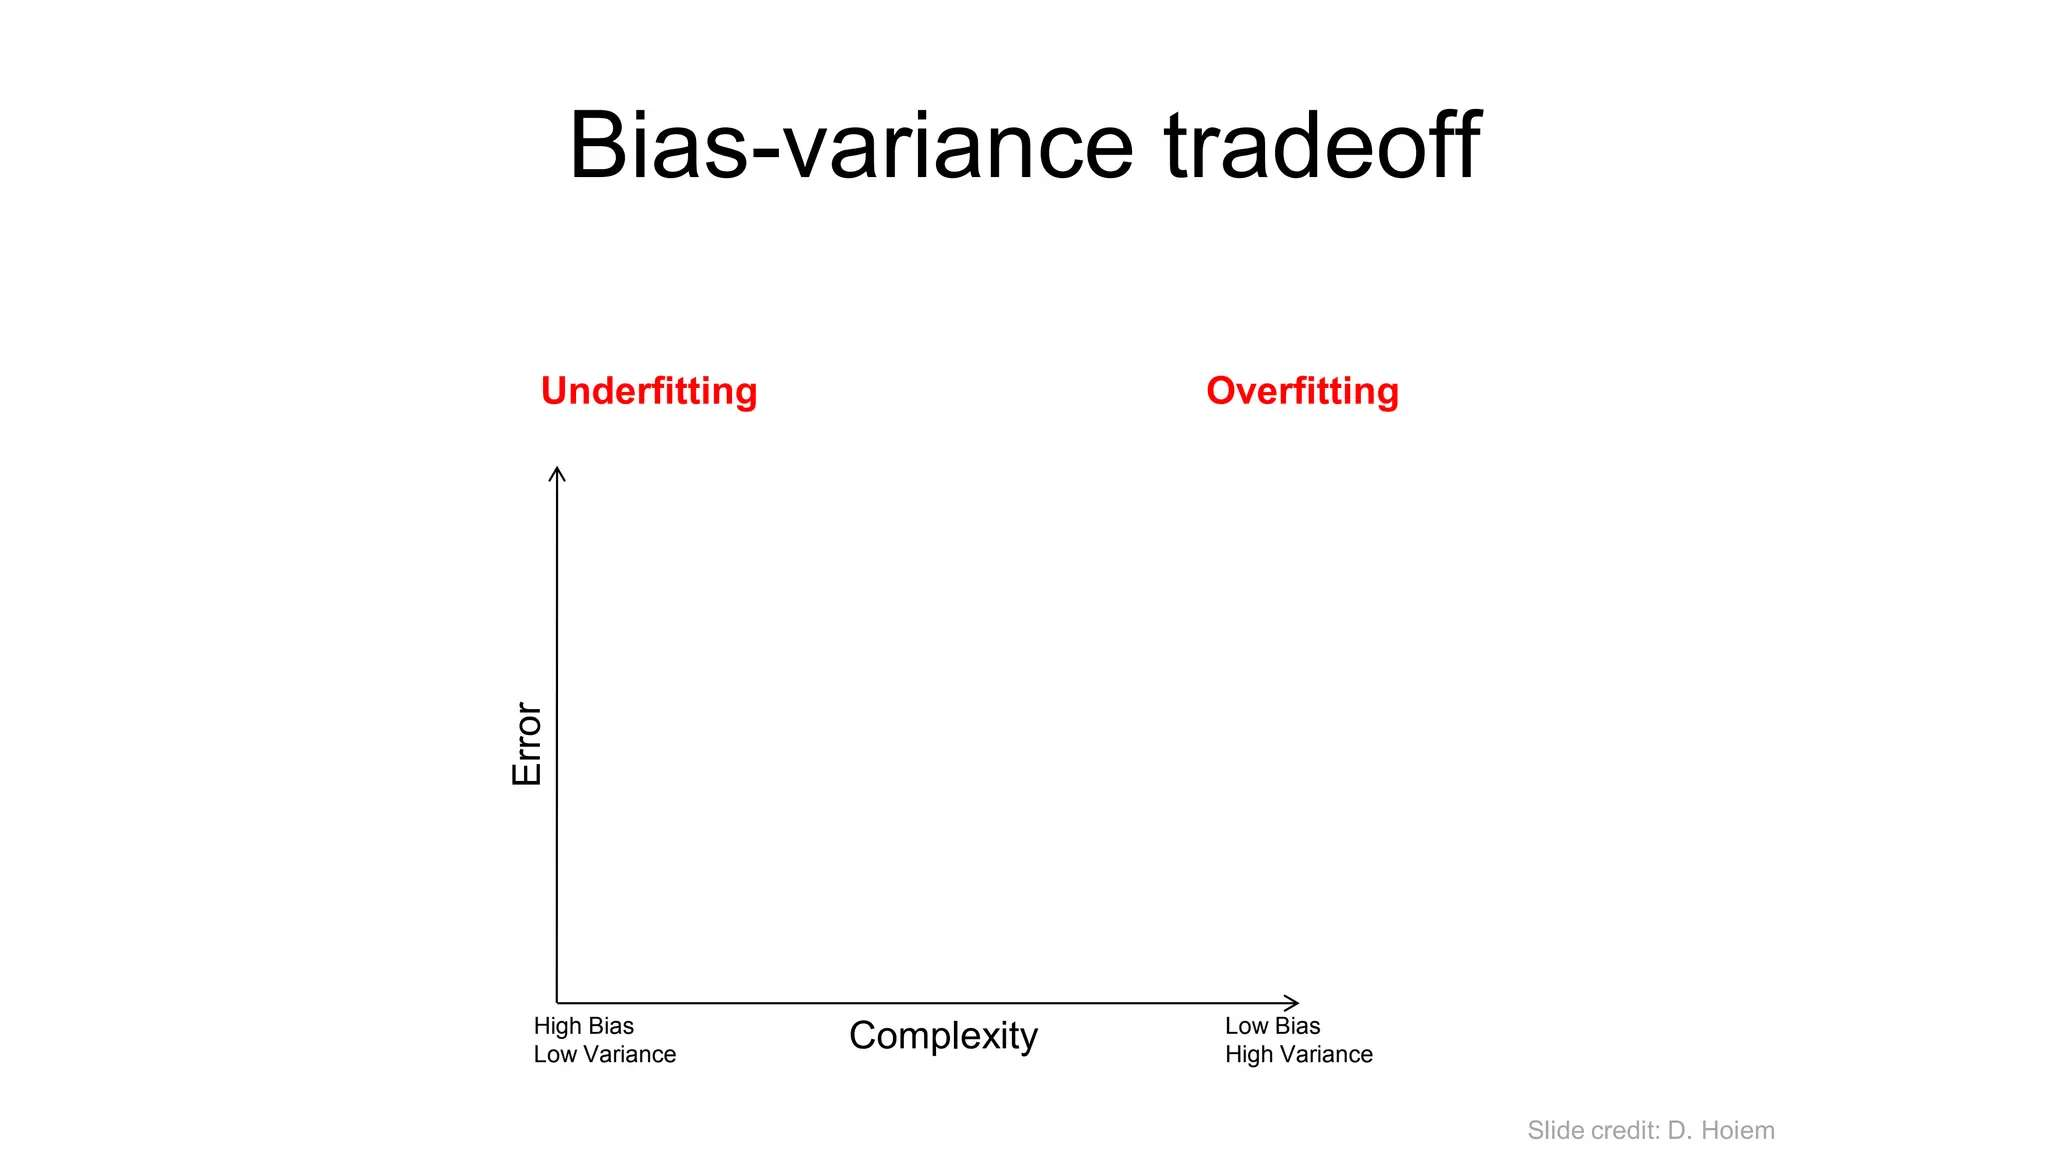 Bias-variance tradeoff
Underfitting
Overfitting
Error
High Bias
Low Variance
Complexity
Low Bias
High Variance
Slide credit: D. Hoiem